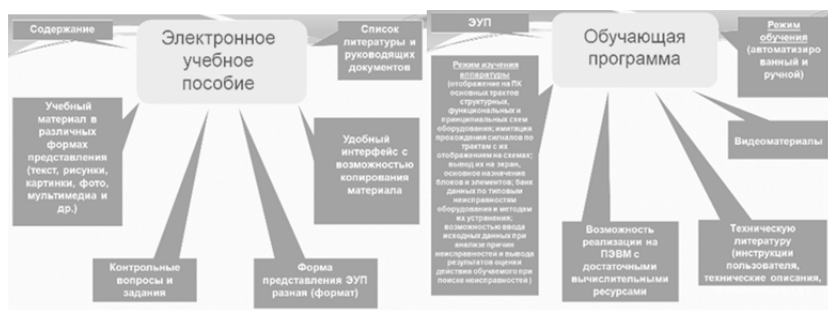 Содержание
Электронное
учебное
пособие
Список
литературы и
руководящих
документов
Учебный
материал в
различных
формах
представления
(текст, рисунки,
картинки, фото,
мультимедиа и
др.)
Удобный
интерфейс с
возможностью
копирования
материала
Контрольные
вопросы и
задания
Форма
представления ЭУП
разная (формат)
ЭУП
Обучающая
программа
Режим
обучения
(автоматизиро
ванный и
ручной)
Режим изучения
аппаратуры
(отображение на ПК
основных трактов
структурных,
функциональных и
принципиальных схем
оборудования; имитация
прохождения сигналов по
трактам с их
отображением на схемах;
вывод их на экран,
основное назначение
блоков и элементов; банк
данных по типовым
неисправностям
оборудования и методам
их устранения;
возможностью ввода
исходных данных при
анализе причин
неисправностей и вывода
результатов оценки
действия обучаемого при
поиске неисправностей )
Видеоматериалы
Возможность
реализации на
ПЭВМ с
достаточными
вычислительными
ресурсами
Техническую
литературу
(инструкции
пользователя,
технические описания,